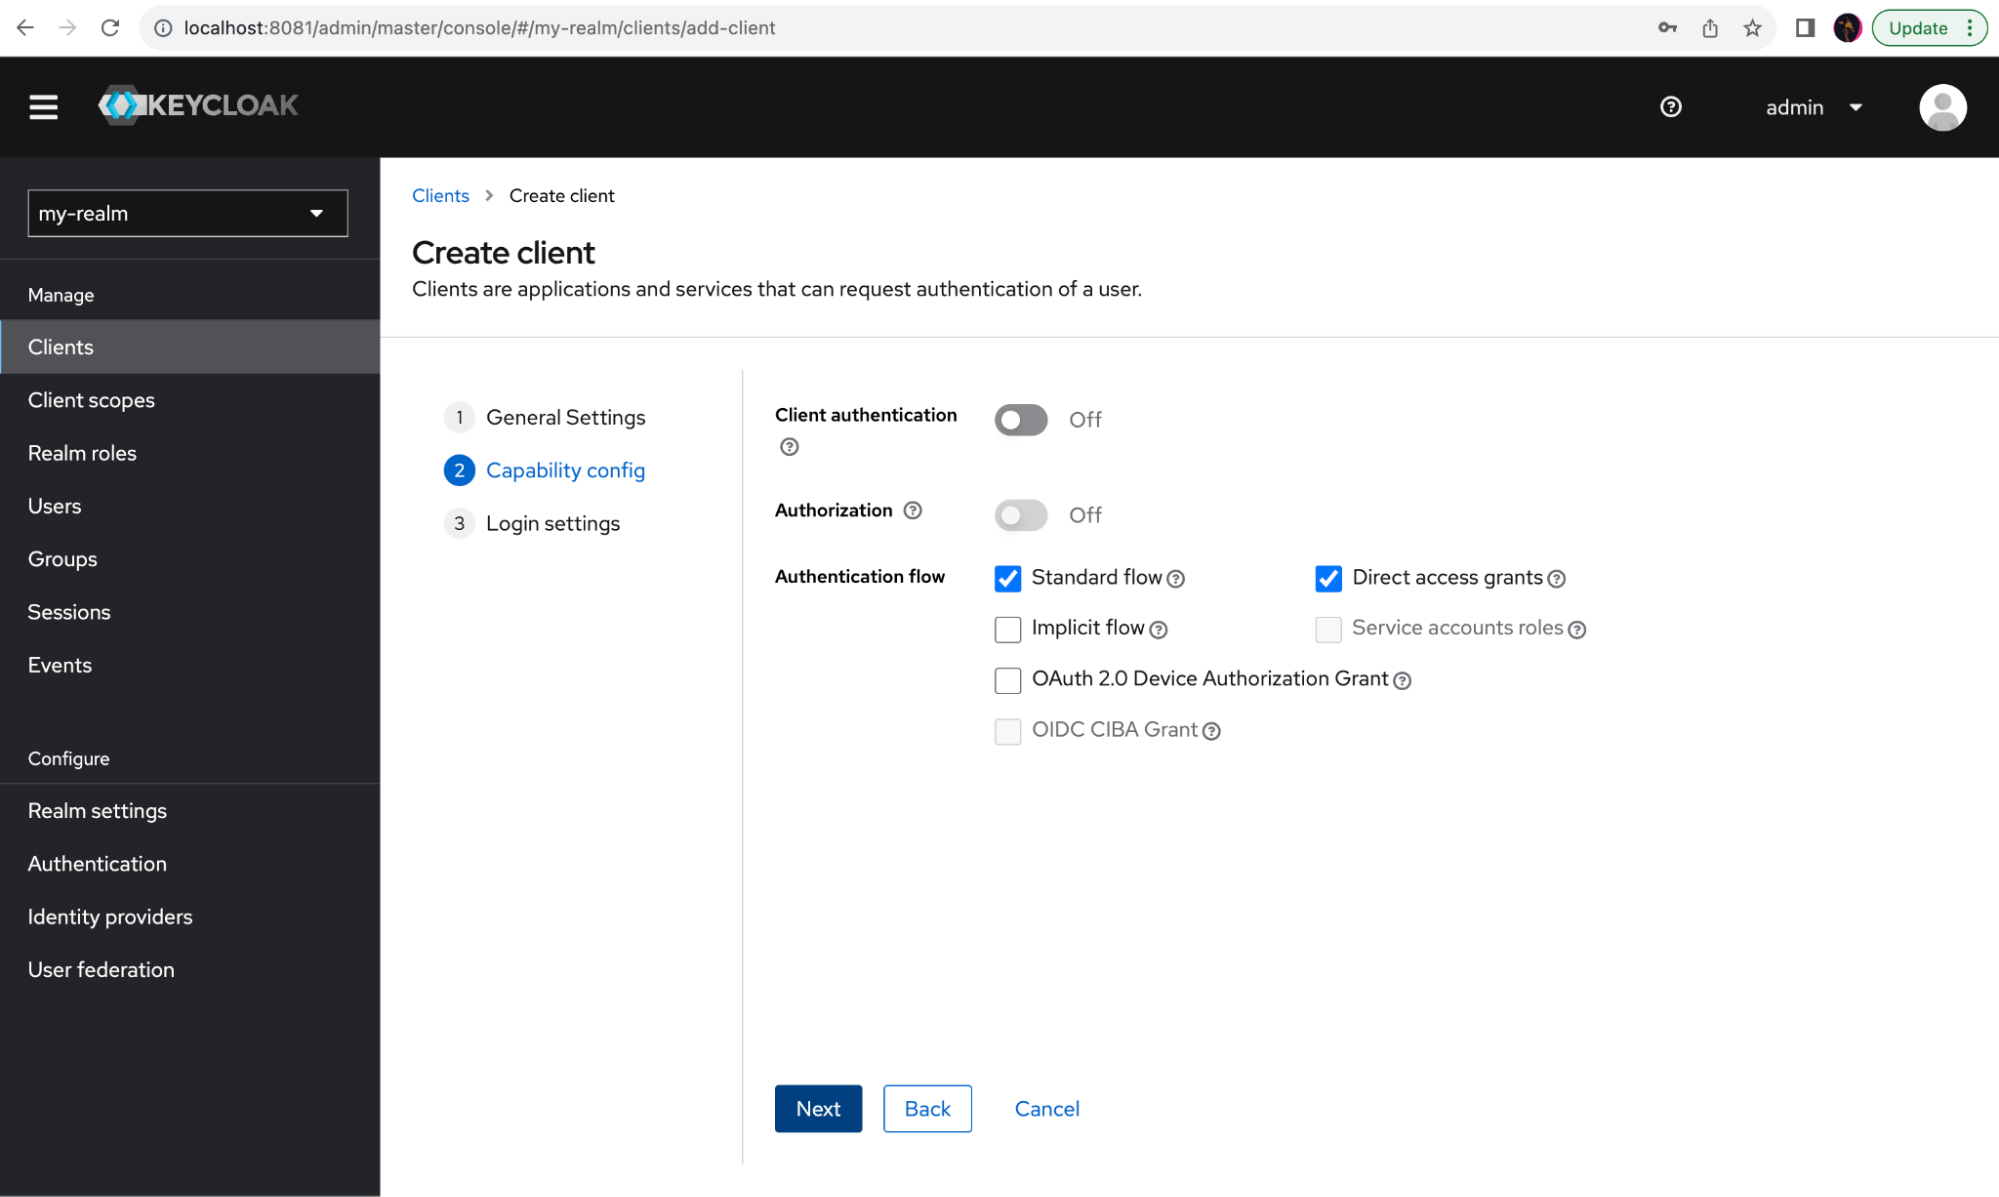 localhost:8081/admin/master/console/#/my-realm/clients/add-client
Update
KEYCLOAK
admin
my-realm
Manage
Clients
Client scopes
Realm roles
Users
Groups
Sessions
Events
Configure
Realm settings
Authentication
Identity providers
User federation
Clients > Create client
Create client
Clients are applications and services that can request authentication of a user.
1 General Settings
2 Capability config
3 Login settings
Client authentication Off
Authorization Off
Authentication flow
Standard flow Direct access grants
Implicit flow Service accounts roles
OAuth 2.0 Device Authorization Grant
OIDC CIBA Grant
Next Back Cancel